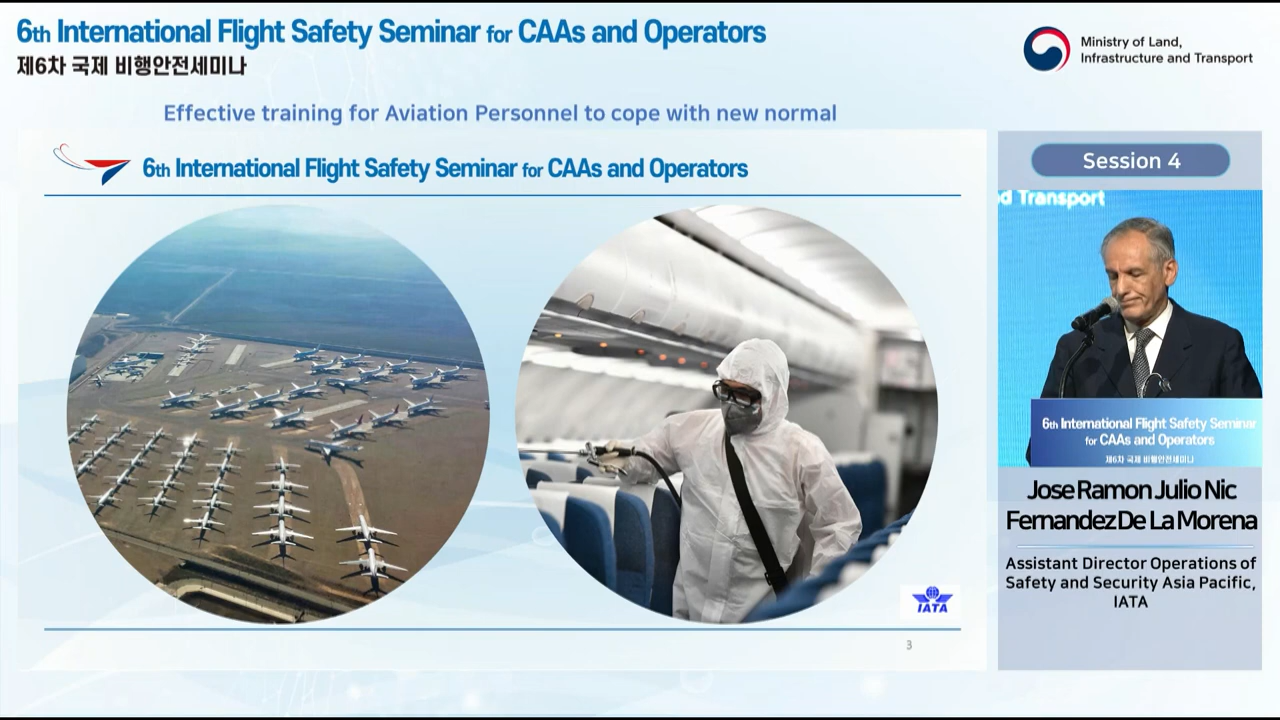 6th International Flight Safety Seminar for CAAs and Operators
제6차 국제 비행안전세미나
Ministry of Land,
Infrastructure and Transport
Effective training for Aviation Personnel to cope with new normal
6th International Flight Safety Seminar for CAAs and Operators
IATA
3
Session 4
d Transport
6th International Flight Safety Seminar
for CAAs and Operators
제6차 국제 비행안전세미나
Jose Ramon Julio Nic
Fernandez De La Morena
Assistant Director Operations of
Safety and Security Asia Pacific,
IATA